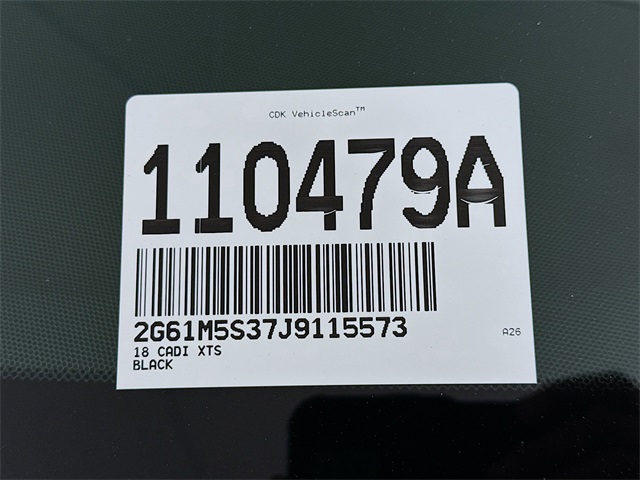 CDK VehicleScan™
110479A
2G61M5S37J9115573
18 CADI XTS
A26
BLACK